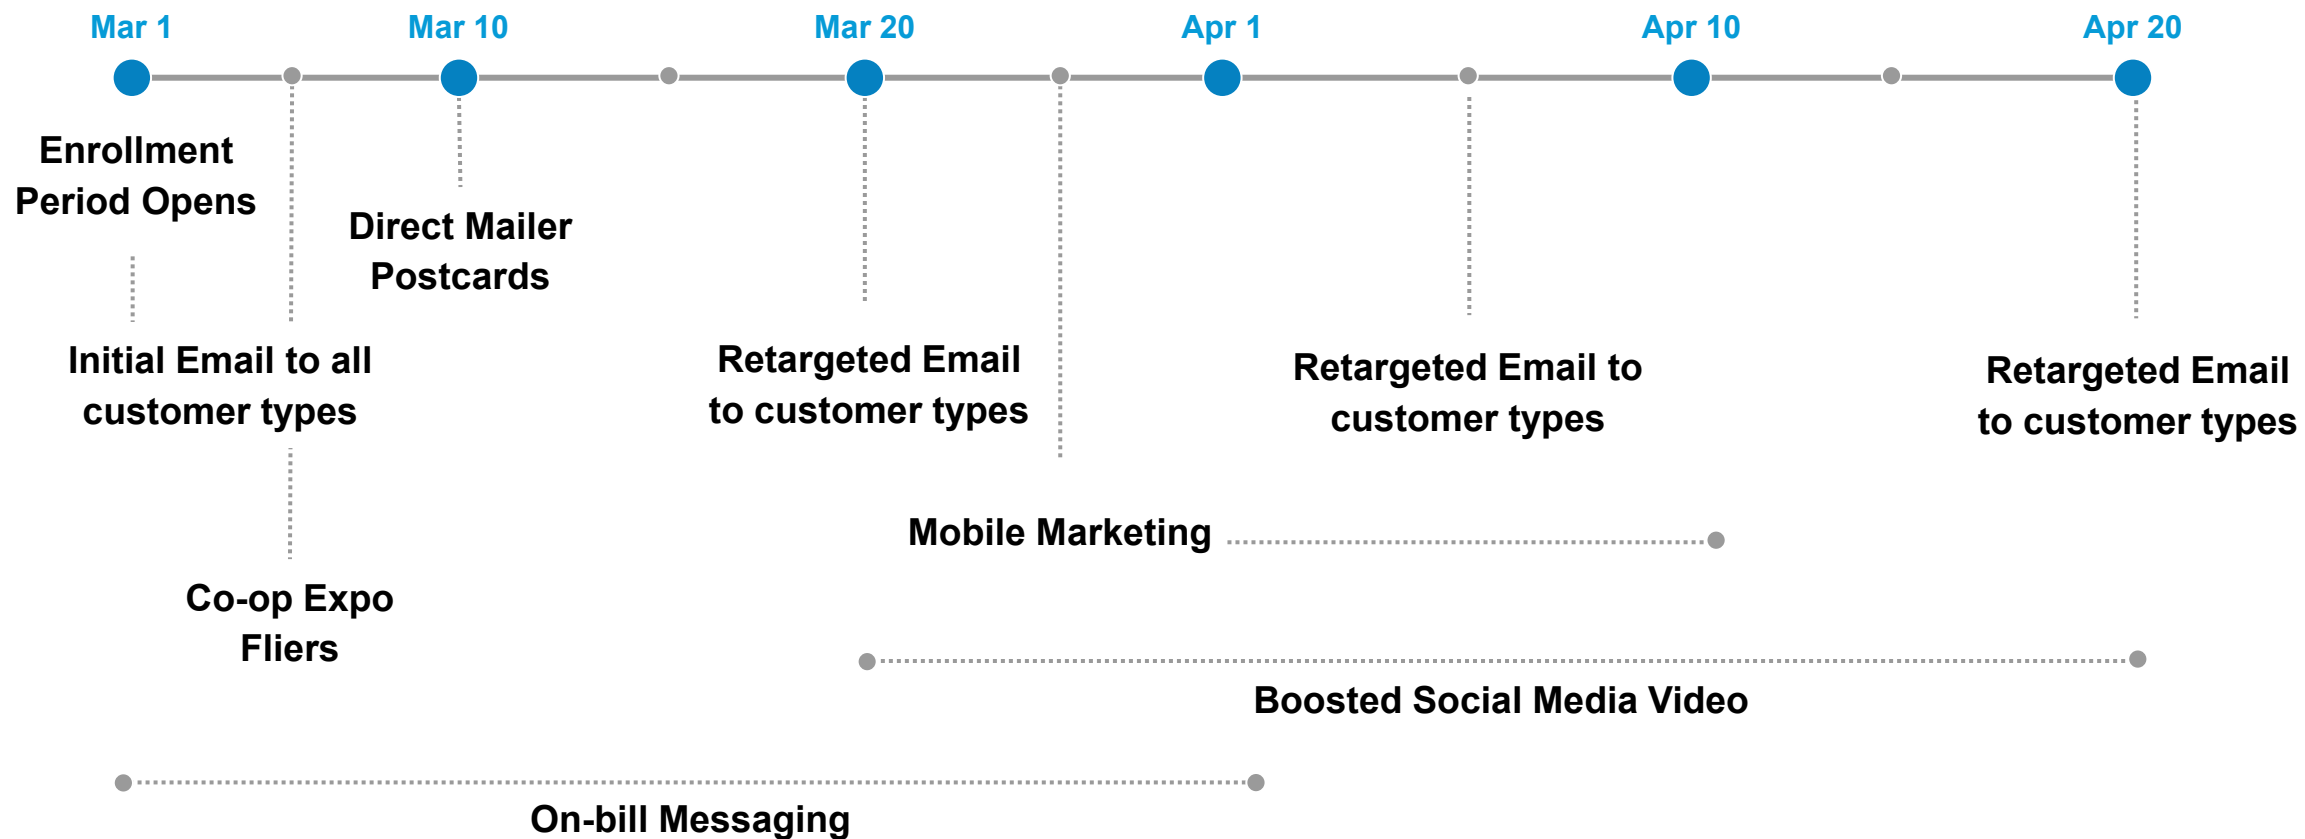 Mar 1
Mar 10
Mar 20
Apr 1
Apr 10
Apr 20
Enrollment
Period Opens
Direct Mailer
Postcards
Initial Email to all
customer types
Retargeted Email
to customer types
Retargeted Email to
customer types
Retargeted Email
to customer types
Mobile Marketing
Co-op Expo
Fliers
Boosted Social Media Video
On-bill Messaging